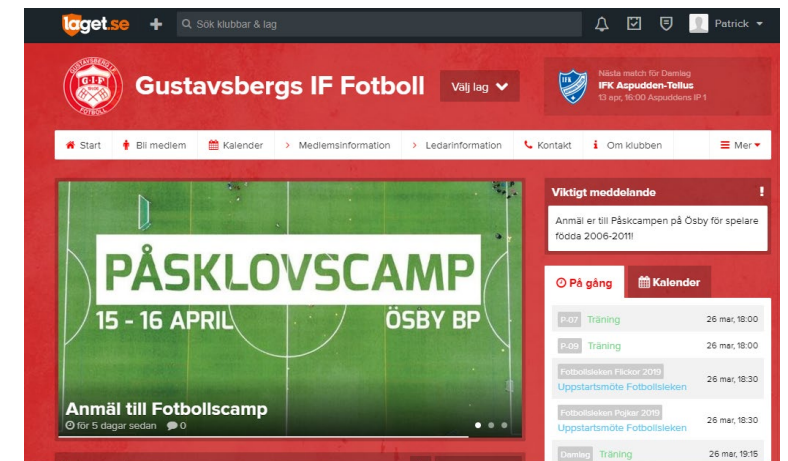 laget.se
Sök klubbar & lag
Patrick
GUSTAVSBERGS I.F.
G·I·F
FOTBOLL
Gustavsbergs IF Fotboll
Välj lag
IFK
Nästa match för Damlag
IFK Aspudden-Tellus
13 apr, 16:00 Aspuddens IP 1
Start
Bli medlem
Kalender
Medlemsinformation
Ledarinformation
Kontakt
Om klubben
Mer
PÅSKLOVSCAMP
15 - 16 APRIL
ÖSBY BP
Anmäl till Fotbollscamp
för 5 dagar sedan 0
Viktigt meddelande !
Anmäl er till Påskcampen på Ösby för spelare
födda 2006-2011!
På gång
Kalender
P-07 Träning 26 mar, 18:00
P-09 Träning 26 mar, 18:00
Fotbollsleken Flickor 2019
Uppstartsmöte Fotbollsleken 26 mar, 18:30
Fotbollsleken Pojkar 2019
Uppstartsmöte Fotbollsleken 26 mar, 18:30
Damlag Träning 26 mar, 19:15